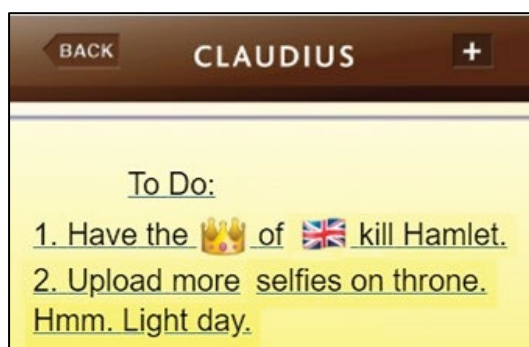 BACK CLAUDIUS +
To Do:
1. Have the 👑 of 🇬🇧 kill Hamlet.
2. Upload more selfies on throne.
Hmm. Light day.